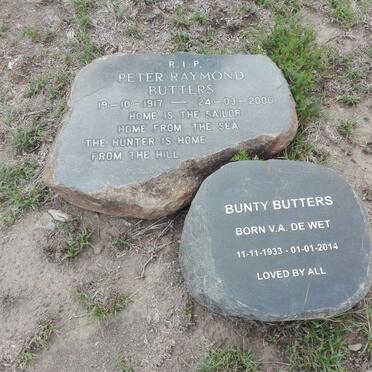 R.I.P
PETER RAYMOND
BUTTERS
19-10-1917 — 24-03-2006
HOME IS THE SAILOR
HOME FROM THE SEA
THE HUNTER IS HOME
FROM THE HILL
BUNTY BUTTERS
BORN V.A. DE WET
11-11-1933 - 01-01-2014
LOVED BY ALL